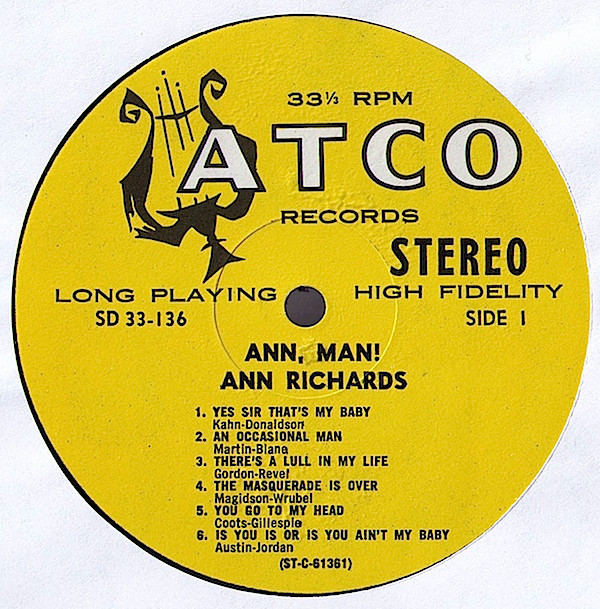 33⅓ RPM
ATCO
RECORDS
STEREO
LONG PLAYING HIGH FIDELITY
SD 33-136 SIDE 1
ANN, MAN!
ANN RICHARDS
1. YES SIR THAT'S MY BABY
Kahn-Donaldson
2. AN OCCASIONAL MAN
Martin-Blane
3. THERE'S A LULL IN MY LIFE
Gordon-Revel
4. THE MASQUERADE IS OVER
Magidson-Wrubel
5. YOU GO TO MY HEAD
Coots-Gillespie
6. IS YOU IS OR IS YOU AIN'T MY BABY
Austin-Jordan
(ST-C-61361)